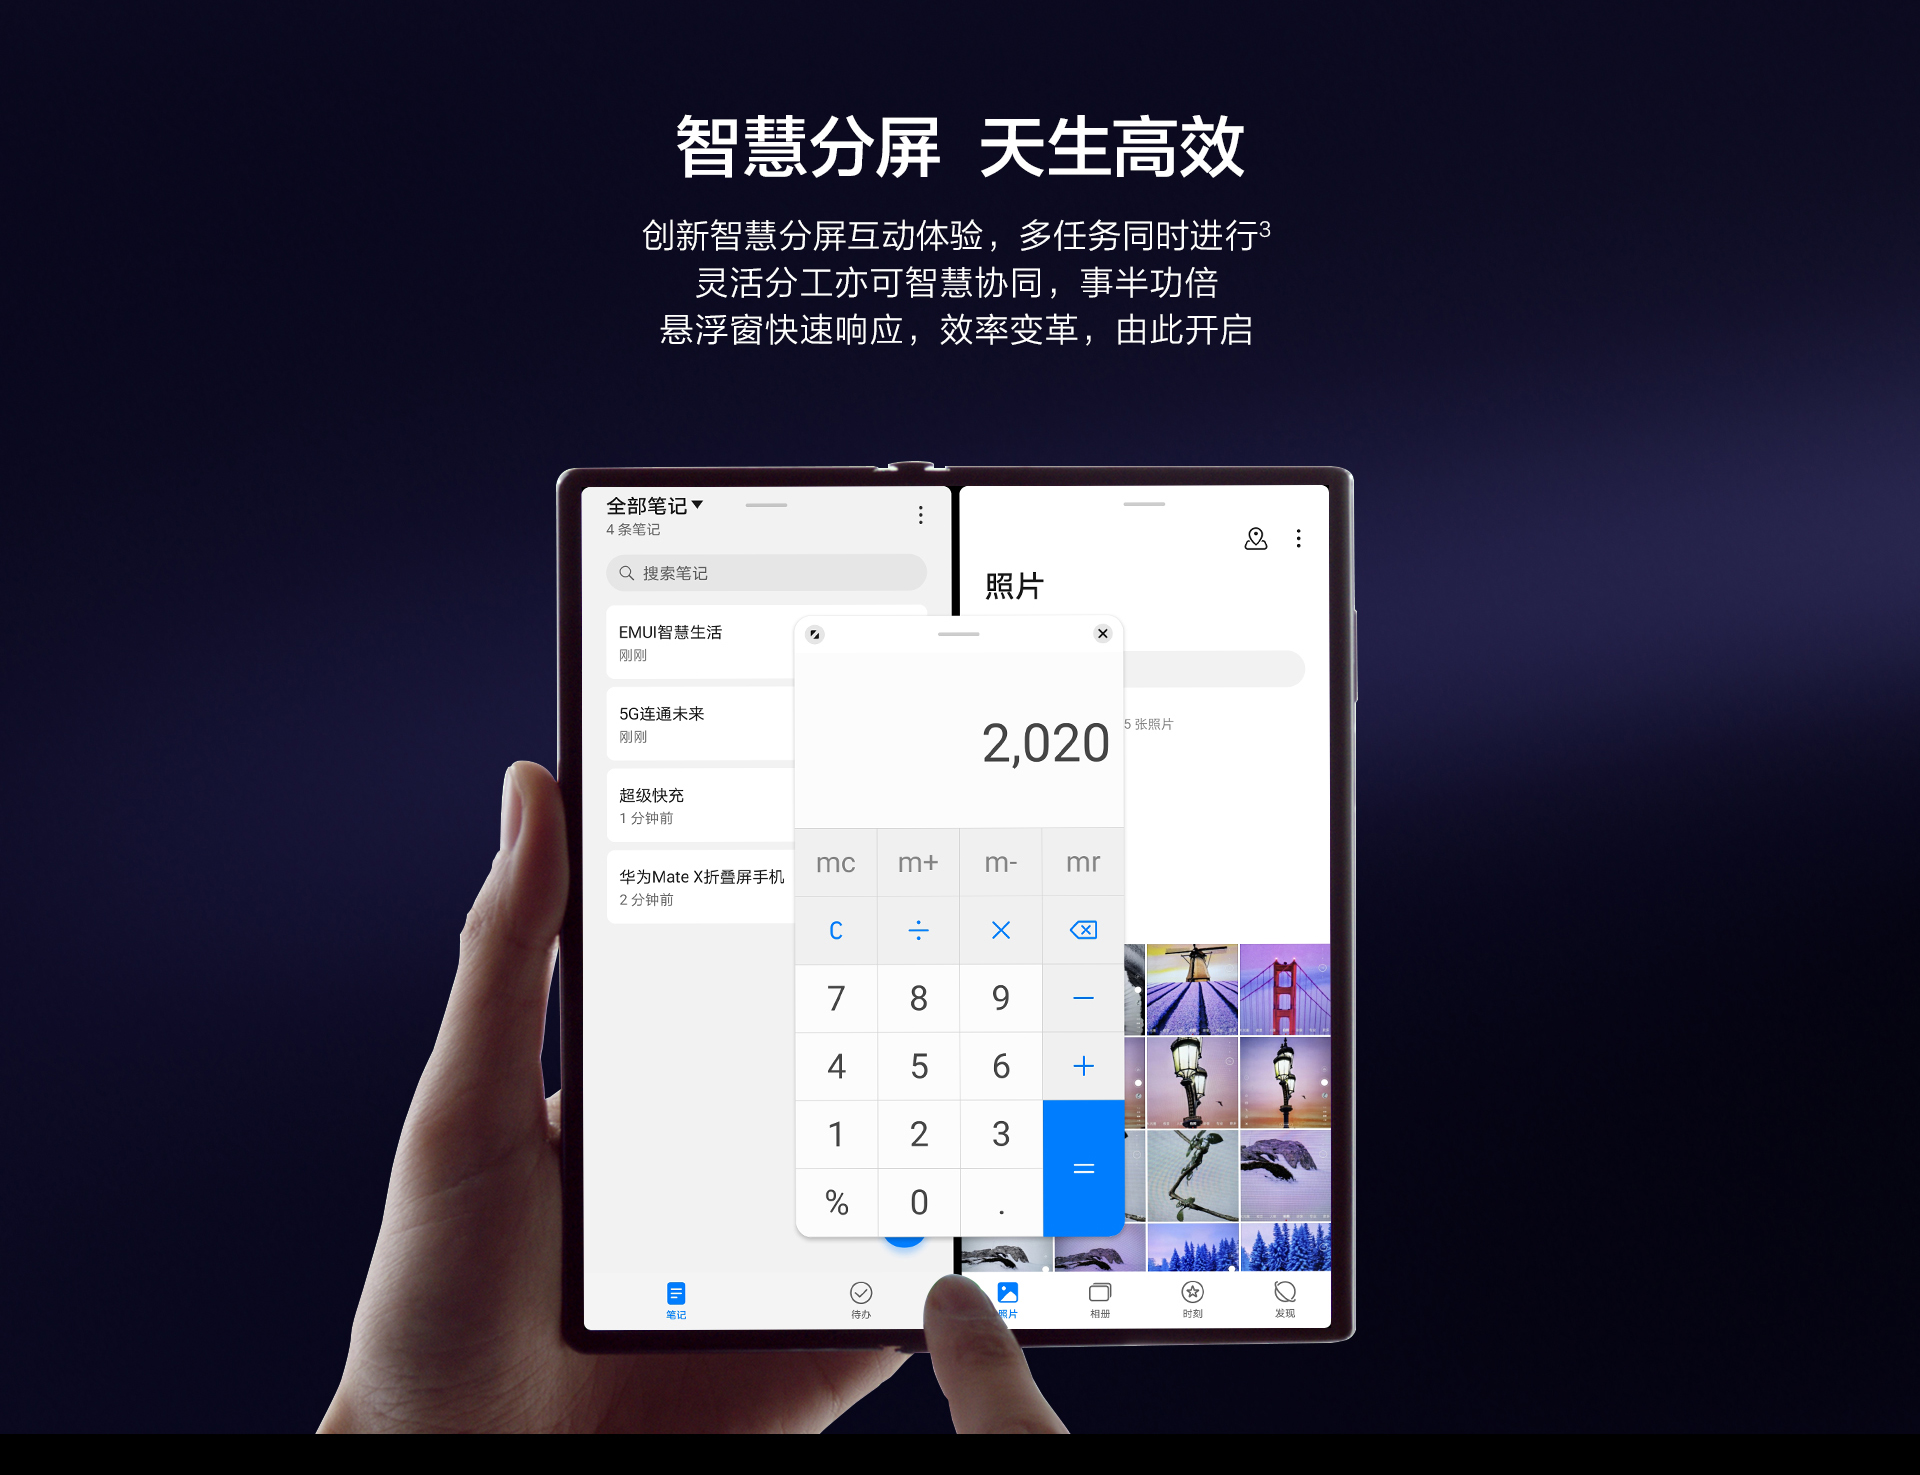 智慧分屏 天生高效
创新智慧分屏互动体验，多任务同时进行3
灵活分工亦可智慧协同，事半功倍
悬浮窗快速响应，效率变革，由此开启
全部笔记
4 条笔记
搜索笔记
EMUI智慧生活
刚刚
5G连通未来
刚刚
超级快充
1 分钟前
华为Mate X折叠屏手机
2 分钟前
笔记
待办
照片
5 张照片
2,020
mc m+ m- mr
C ÷ ×
7 8 9 −
4 5 6 +
1 2 3 =
% 0 .
照片
相册
时刻
发现